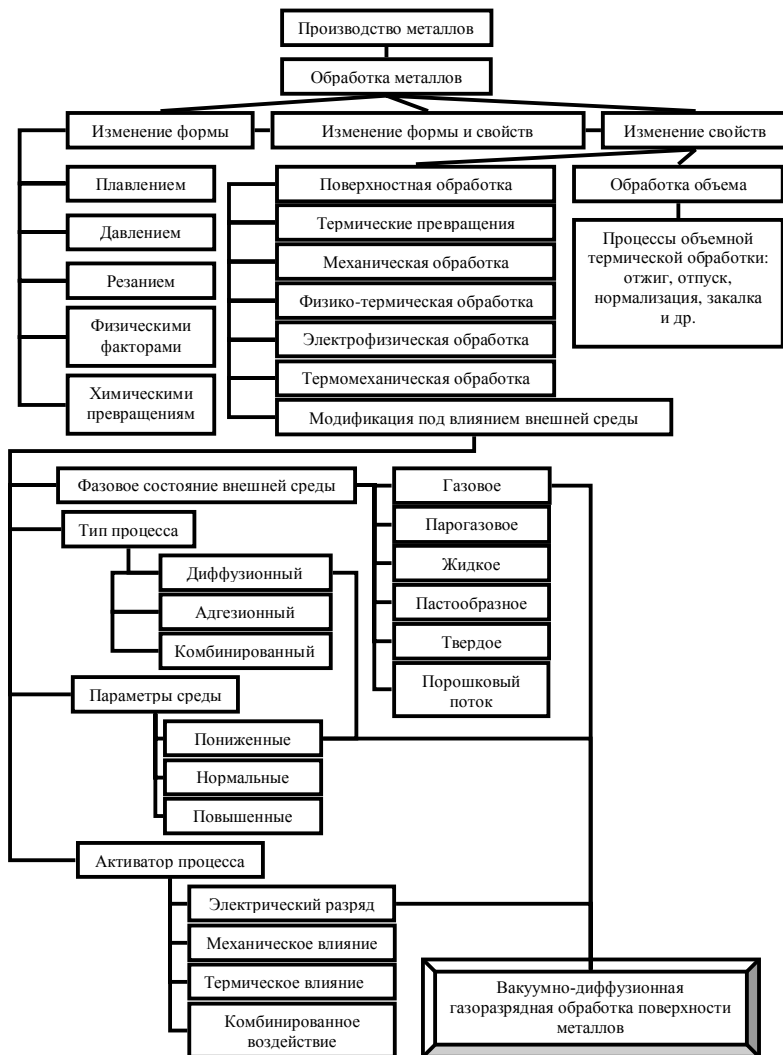 Производство металлов
Обработка металлов
Изменение формы
Изменение формы и свойств
Изменение свойств
Плавлением
Давлением
Резанием
Физическими
факторами
Химическими
превращениям
Поверхностная обработка
Термические превращения
Механическая обработка
Физико-термическая обработка
Электрофизическая обработка
Термомеханическая обработка
Модификация под влиянием внешней среды
Обработка объема
Процессы объемной
термической обработки:
отжиг, отпуск,
нормализация, закалка
и др.
Фазовое состояние внешней среды
Газовое
Парогазовое
Жидкое
Пастообразное
Твердое
Порошковый
поток
Тип процесса
Диффузионный
Адгезионный
Комбинированный
Параметры среды
Пониженные
Нормальные
Повышенные
Активатор процесса
Электрический разряд
Механическое влияние
Термическое влияние
Комбинированное
воздействие
Вакуумно-диффузионная
газоразрядная обработка поверхности
металлов